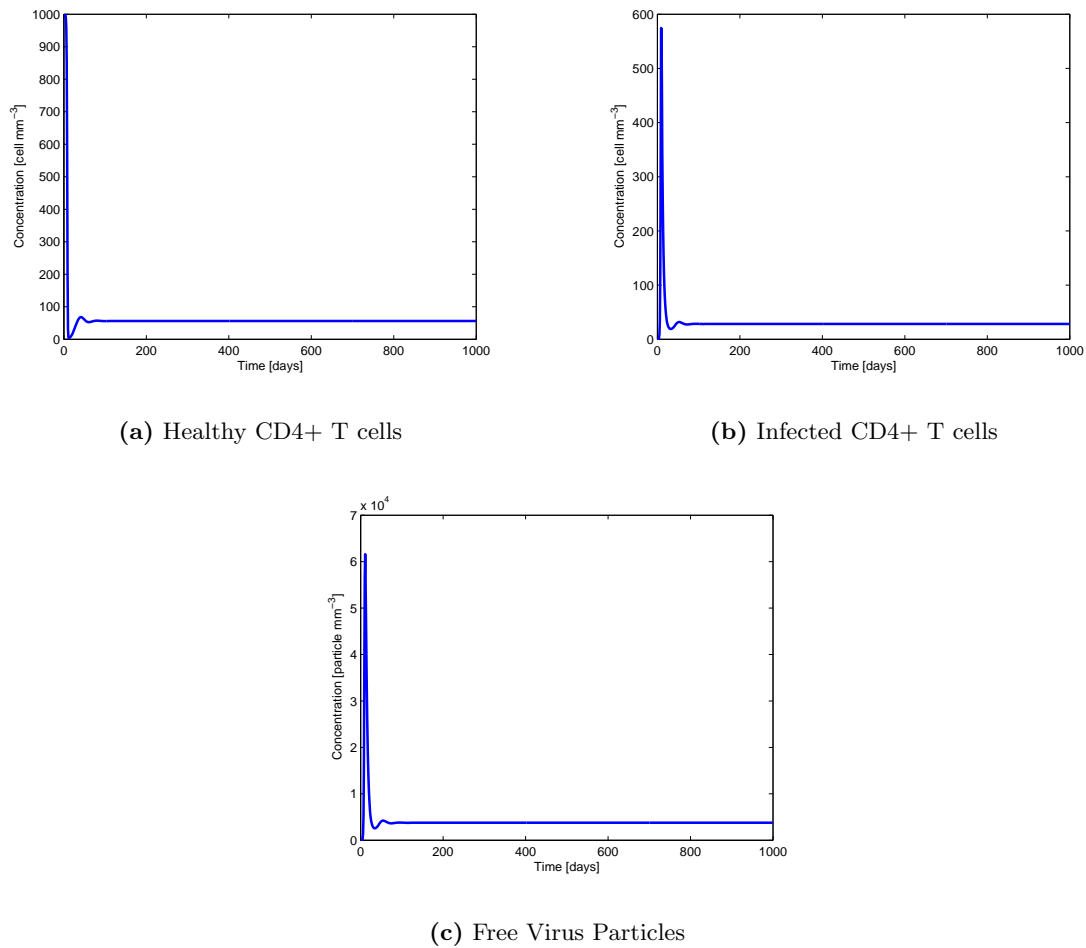 1000
900
800
700
600
500
400
300
200
100
0
Concentration [cell mm⁻³]
0 200 400 600 800 1000
Time [days]
(a) Healthy CD4+ T cells
600
500
400
300
200
100
0
Concentration [cell mm⁻³]
0 200 400 600 800 1000
Time [days]
(b) Infected CD4+ T cells
x 10⁴
7
6
5
4
3
2
1
0
Concentration [particle mm⁻³]
0 200 400 600 800 1000
Time [days]
(c) Free Virus Particles